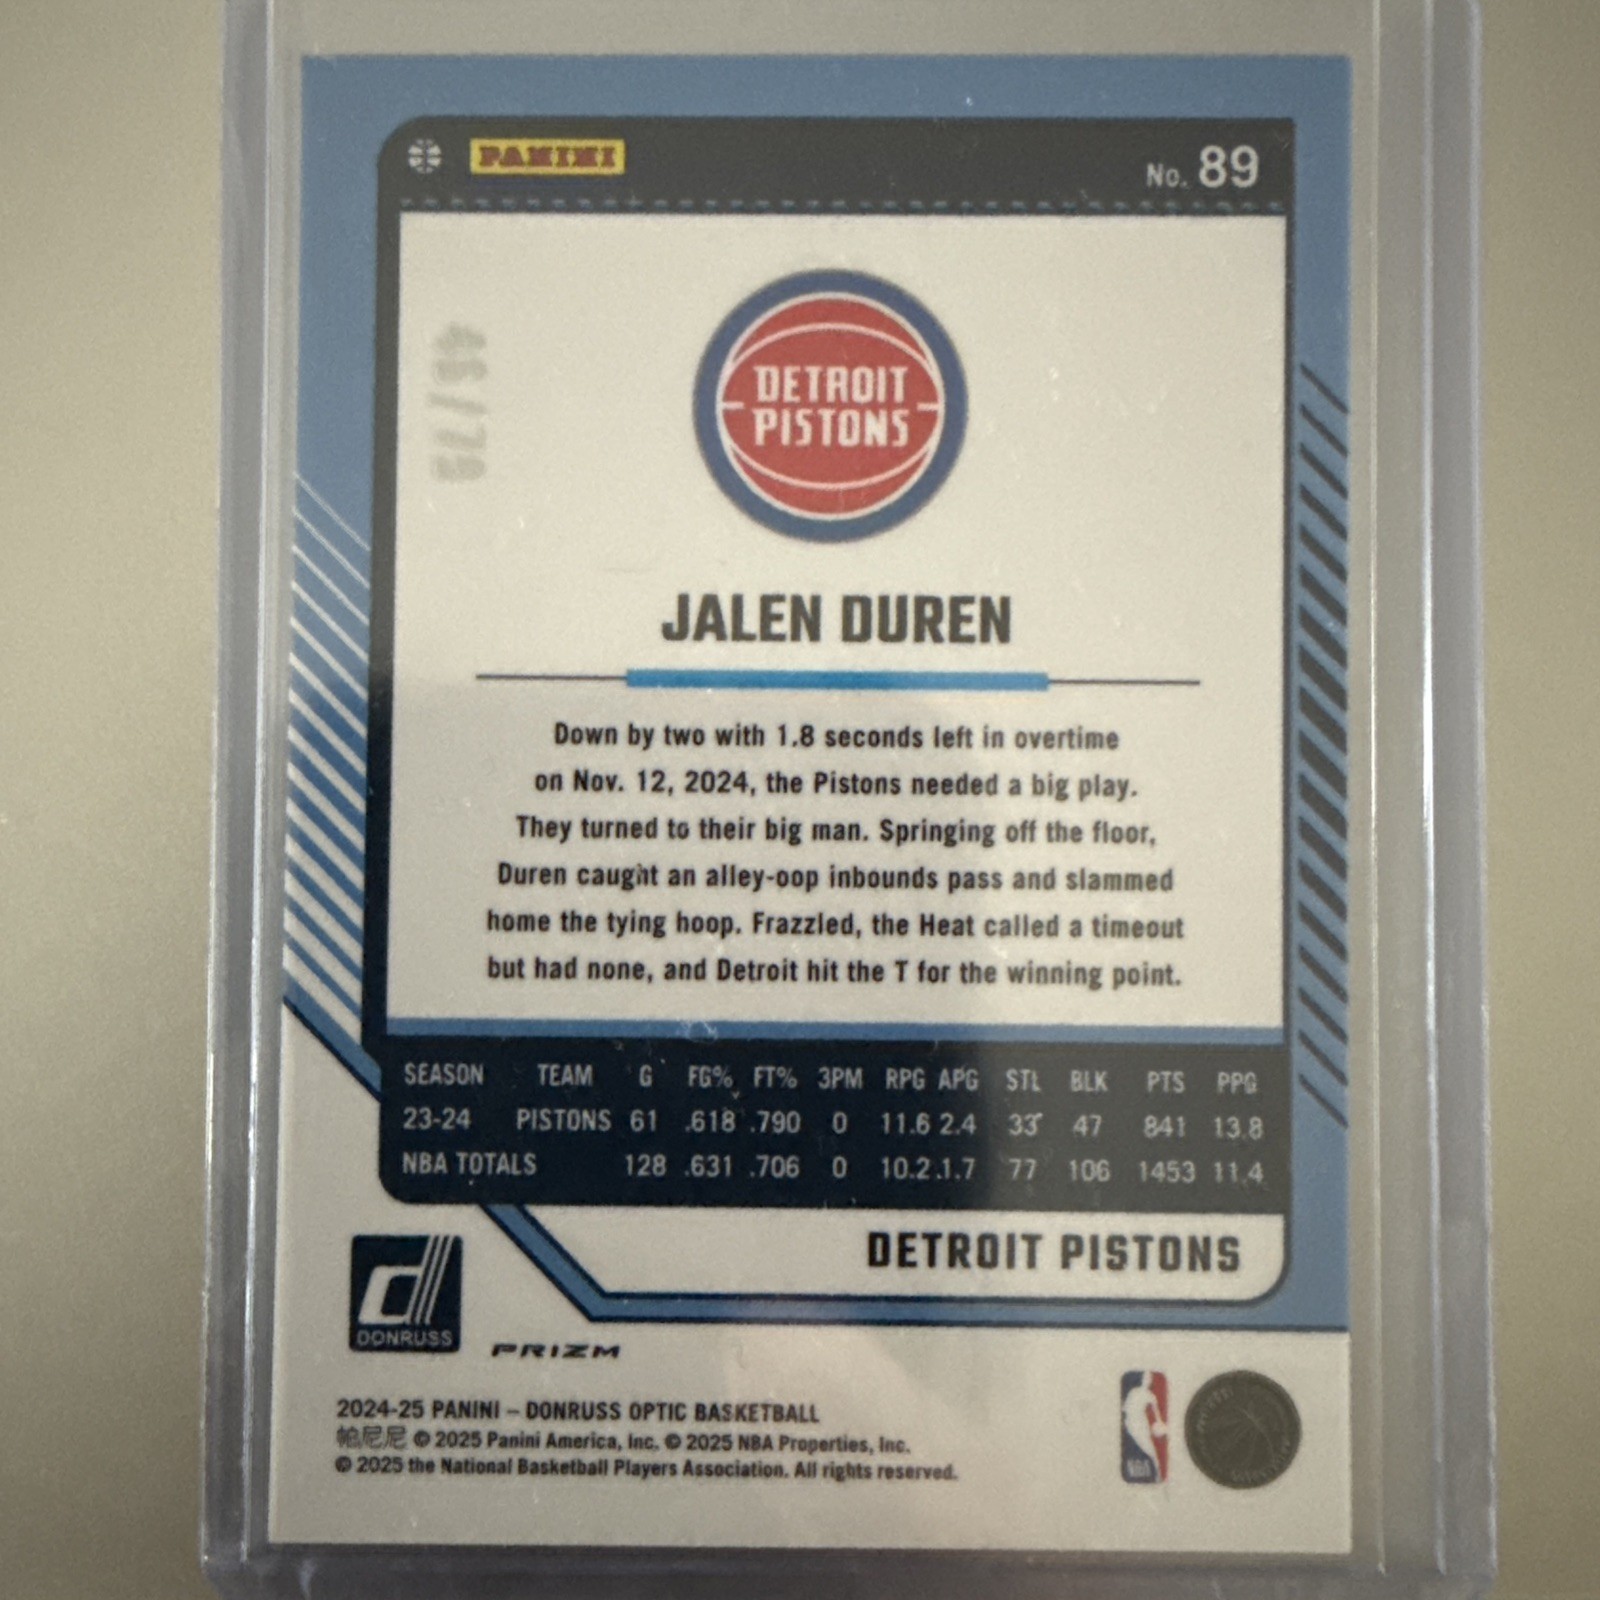 PANINI
No. 89
DETROIT
PISTONS
JALEN DUREN
Down by two with 1.8 seconds left in overtime
on Nov. 12, 2024, the Pistons needed a big play.
They turned to their big man. Springing off the floor,
Duren caught an alley-oop inbounds pass and slammed
home the tying hoop. Frazzled, the Heat called a timeout
but had none, and Detroit hit the T for the winning point.
SEASON TEAM G FG% FT% 3PM RPG APG STL BLK PTS PPG
23-24 PISTONS 61 .618 .790 0 11.6 2.4 33 47 841 13.8
NBA TOTALS 128 .631 .706 0 10.2 1.7 77 106 1453 11.4
DETROIT PISTONS
d
DONRUSS
PRIZM
2024-25 PANINI – DONRUSS OPTIC BASKETBALL
帕尼尼 © 2025 Panini America, Inc. © 2025 NBA Properties, Inc.
© 2025 the National Basketball Players Association. All rights reserved.
NBA